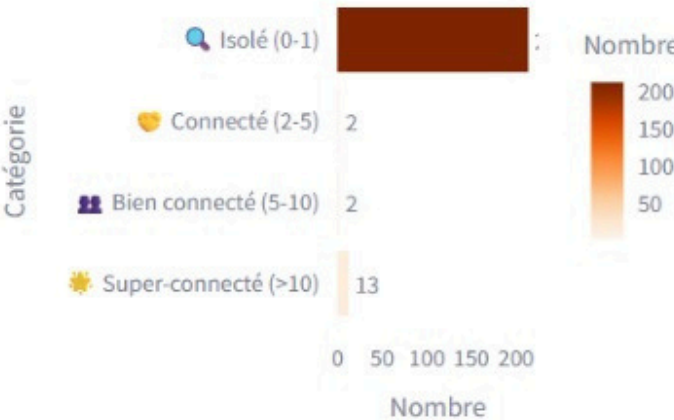 Isolé (0-1)
Connecté (2-5)
2
Bien connecté (5-10)
2
Super-connecté (>10)
13
Catégorie
0 50 100 150 200
Nombre
Nombre
200
150
100
50